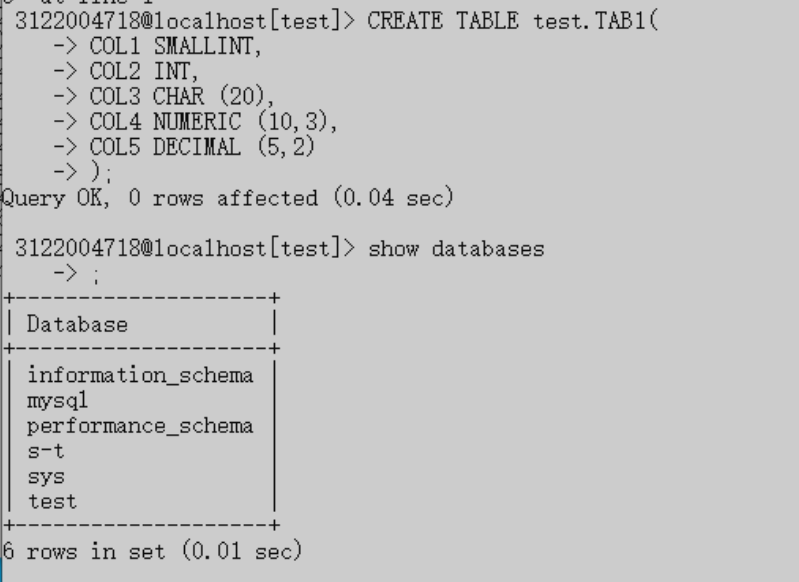 3122004718@localhost[test]> CREATE TABLE test.TAB1(
-> COL1 SMALLINT,
-> COL2 INT,
-> COL3 CHAR (20),
-> COL4 NUMERIC (10,3),
-> COL5 DECIMAL (5,2)
-> );
Query OK, 0 rows affected (0.04 sec)
3122004718@localhost[test]> show databases
-> ;
+--------------------+
| Database |
+--------------------+
| information_schema |
| mysql |
| performance_schema |
| s-t |
| sys |
| test |
+--------------------+
6 rows in set (0.01 sec)